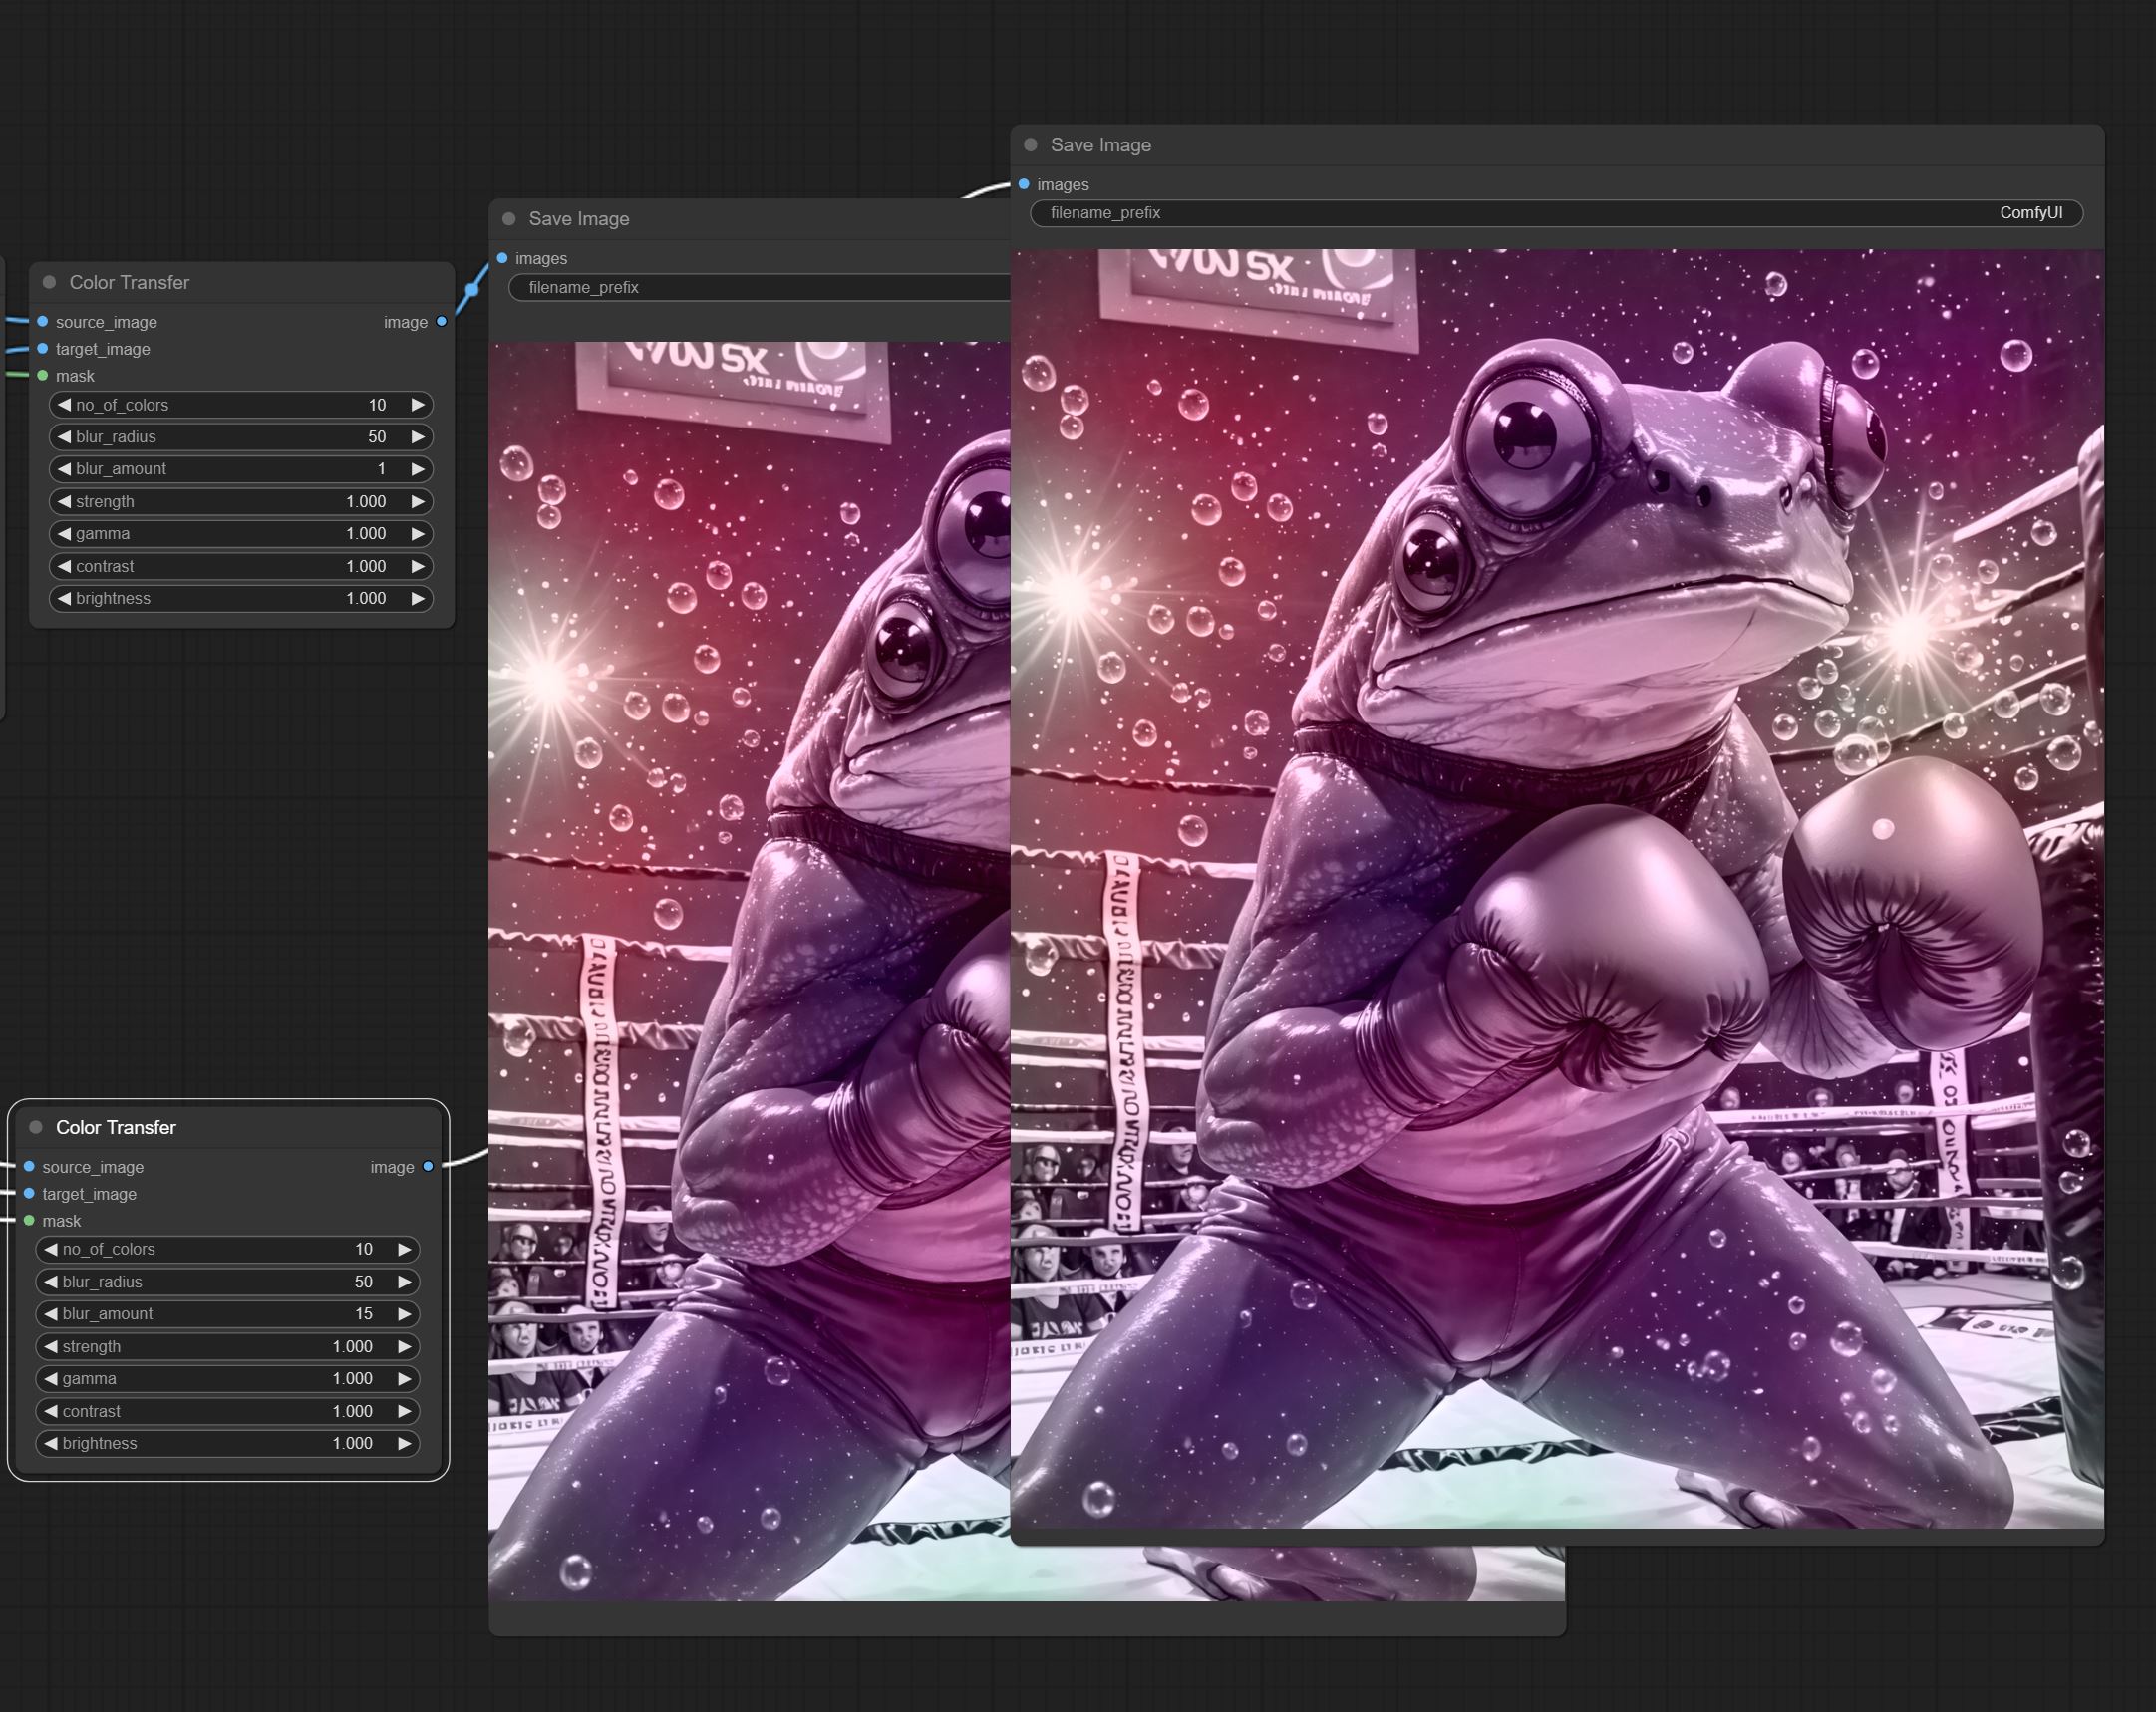 Save Image
images
filename_prefix ComfyUI
Save Image
images
filename_prefix
Color Transfer
source_image image
target_image
mask
no_of_colors 10
blur_radius 50
blur_amount 1
strength 1.000
gamma 1.000
contrast 1.000
brightness 1.000
Color Transfer
source_image image
target_image
mask
no_of_colors 10
blur_radius 50
blur_amount 15
strength 1.000
gamma 1.000
contrast 1.000
brightness 1.000